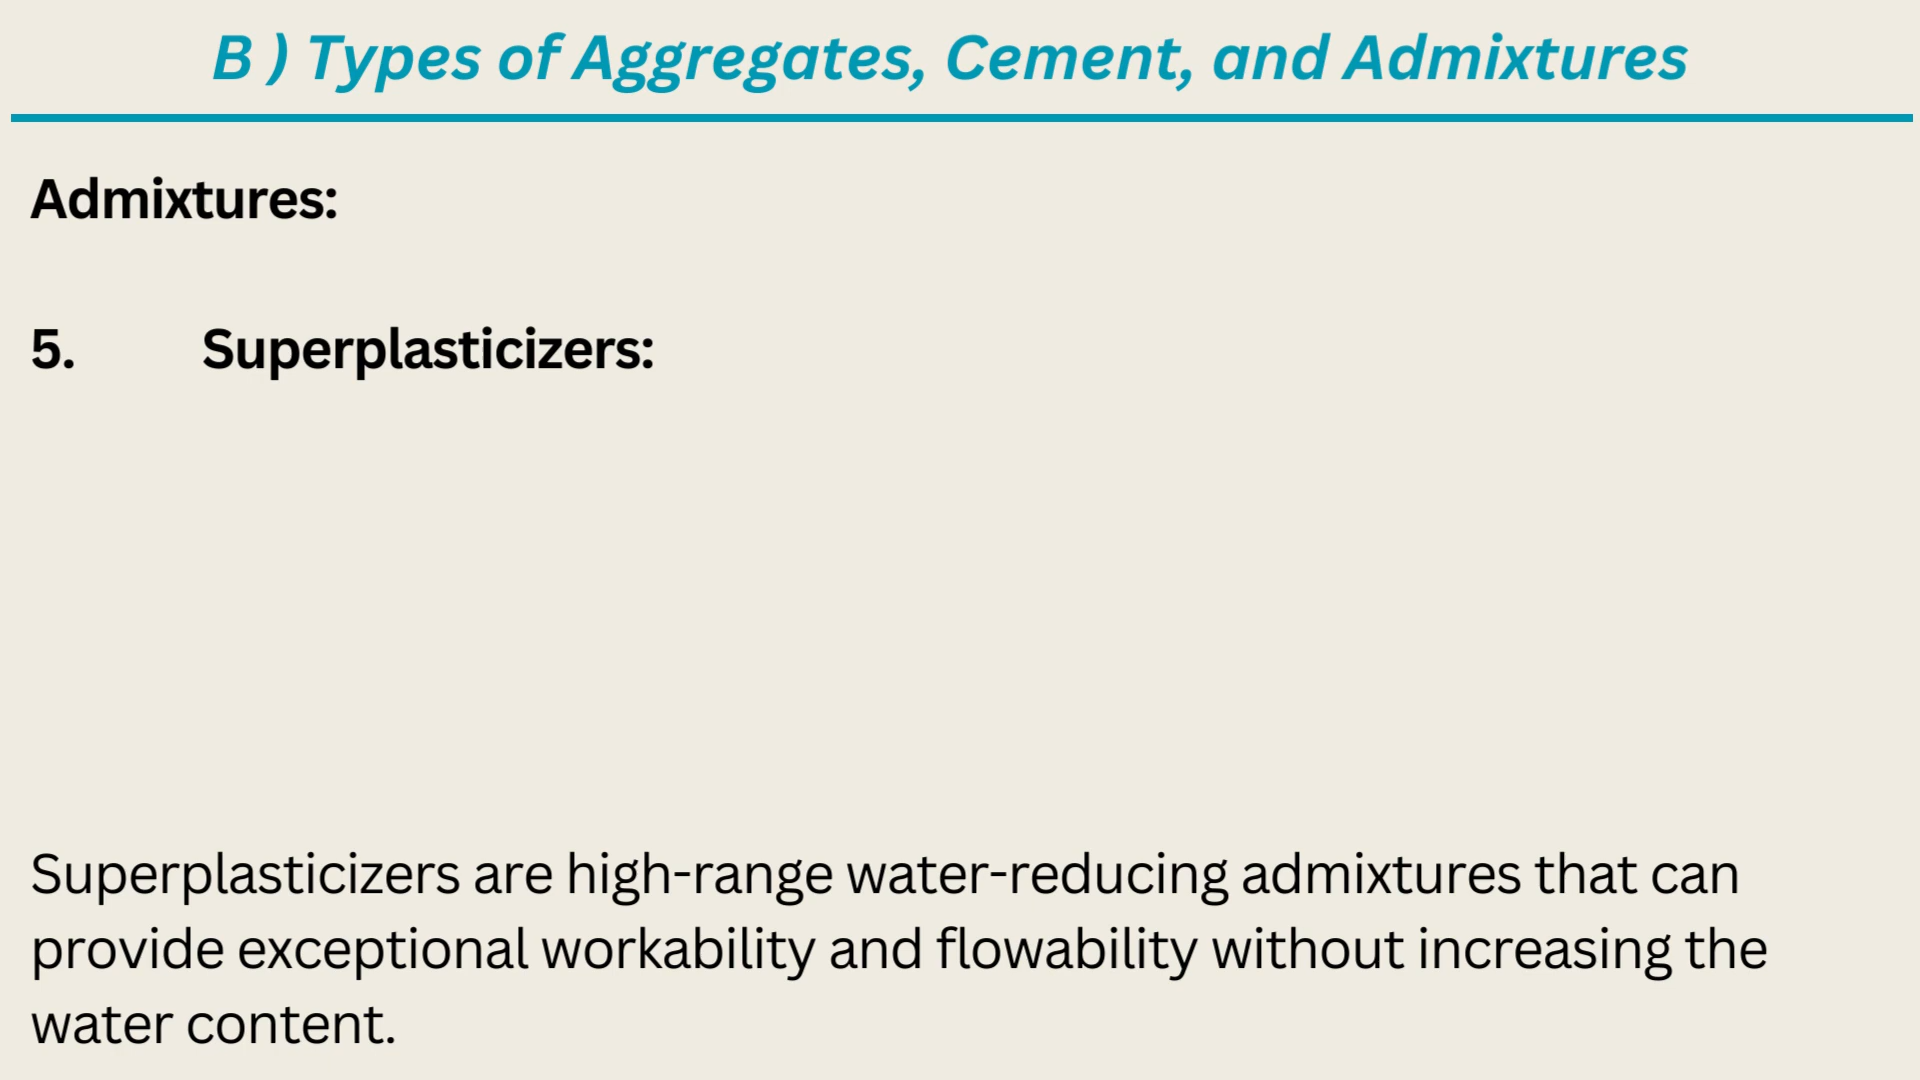 B ) Types of Aggregates, Cement, and Admixtures
Admixtures:
5. Superplasticizers:
Superplasticizers are high-range water-reducing admixtures that can
provide exceptional workability and flowability without increasing the
water content.